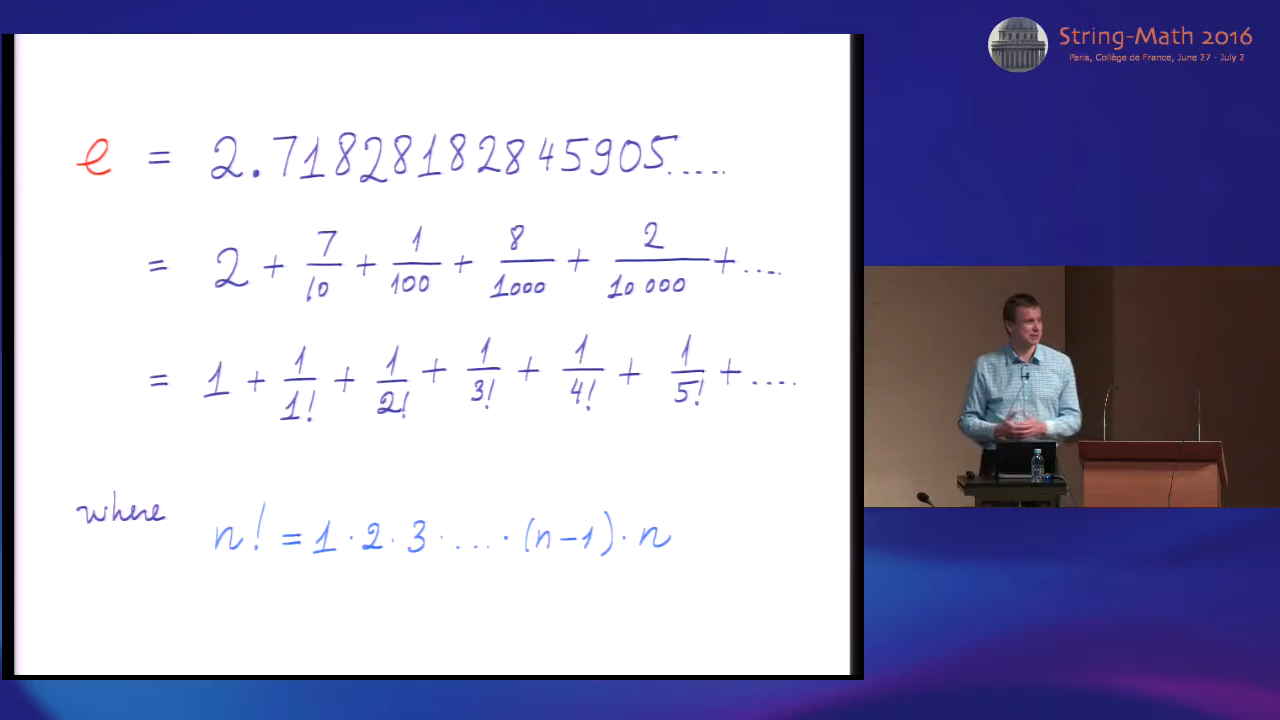 String-Math 2016
Paris, Collège de France, June 27 - July 2
e = 2.71828182845905.....
= 2 + 7/10 + 1/100 + 8/1000 + 2/10 000 + ....
= 1 + 1/1! + 1/2! + 1/3! + 1/4! + 1/5! + ....
where n! = 1 · 2 · 3 · ... · (n-1) · n